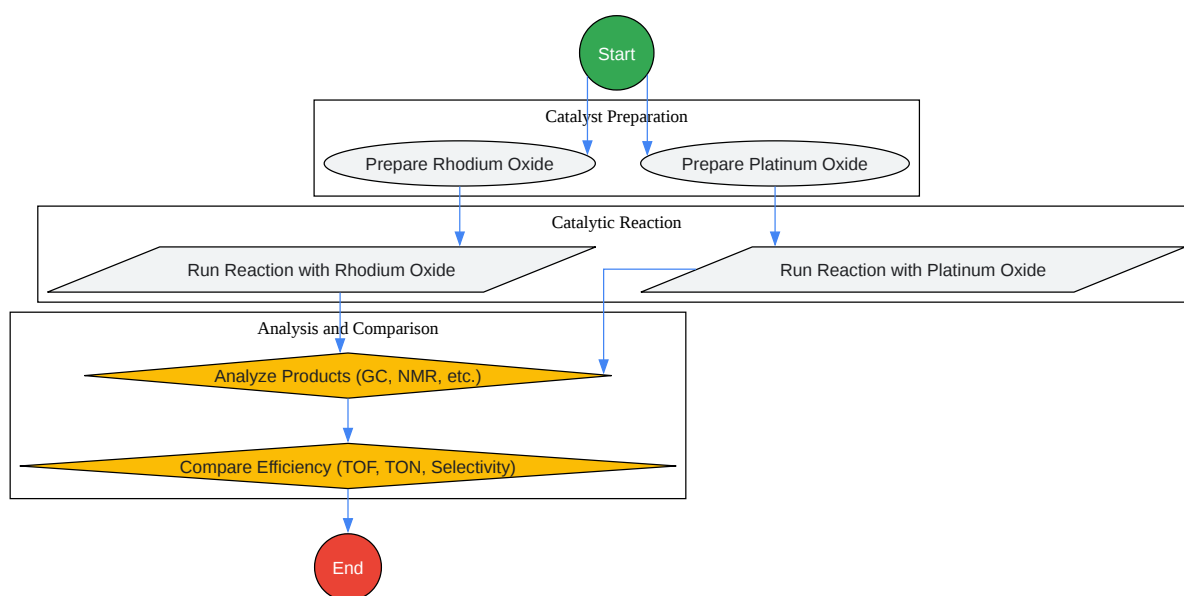 Start
Catalyst Preparation
Prepare Rhodium Oxide
Prepare Platinum Oxide
Catalytic Reaction
Run Reaction with Rhodium Oxide
Run Reaction with Platinum Oxide
Analysis and Comparison
Analyze Products (GC, NMR, etc.)
Compare Efficiency (TOF, TON, Selectivity)
End